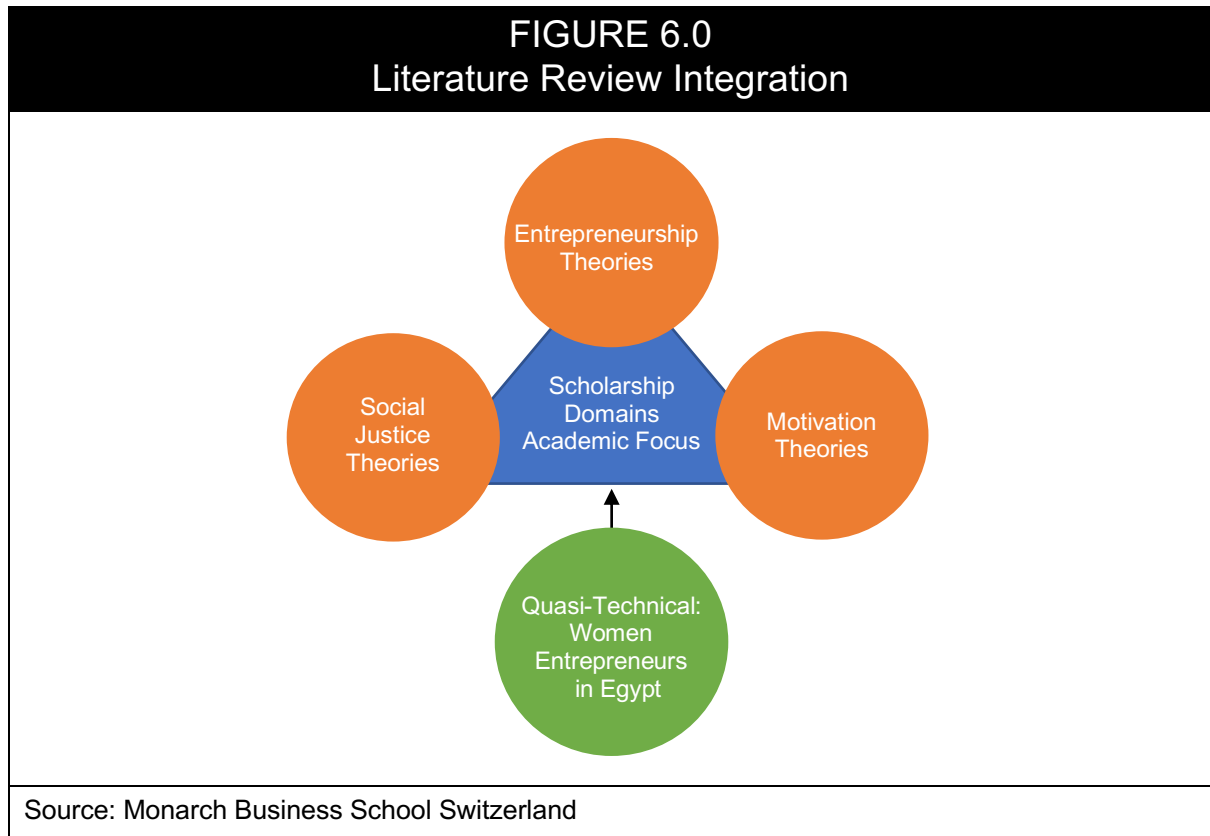 FIGURE 6.0
Literature Review Integration
Entrepreneurship
Theories
Scholarship
Domains
Academic Focus
Social
Justice
Theories
Motivation
Theories
Quasi-Technical:
Women
Entrepreneurs
in Egypt
Source: Monarch Business School Switzerland